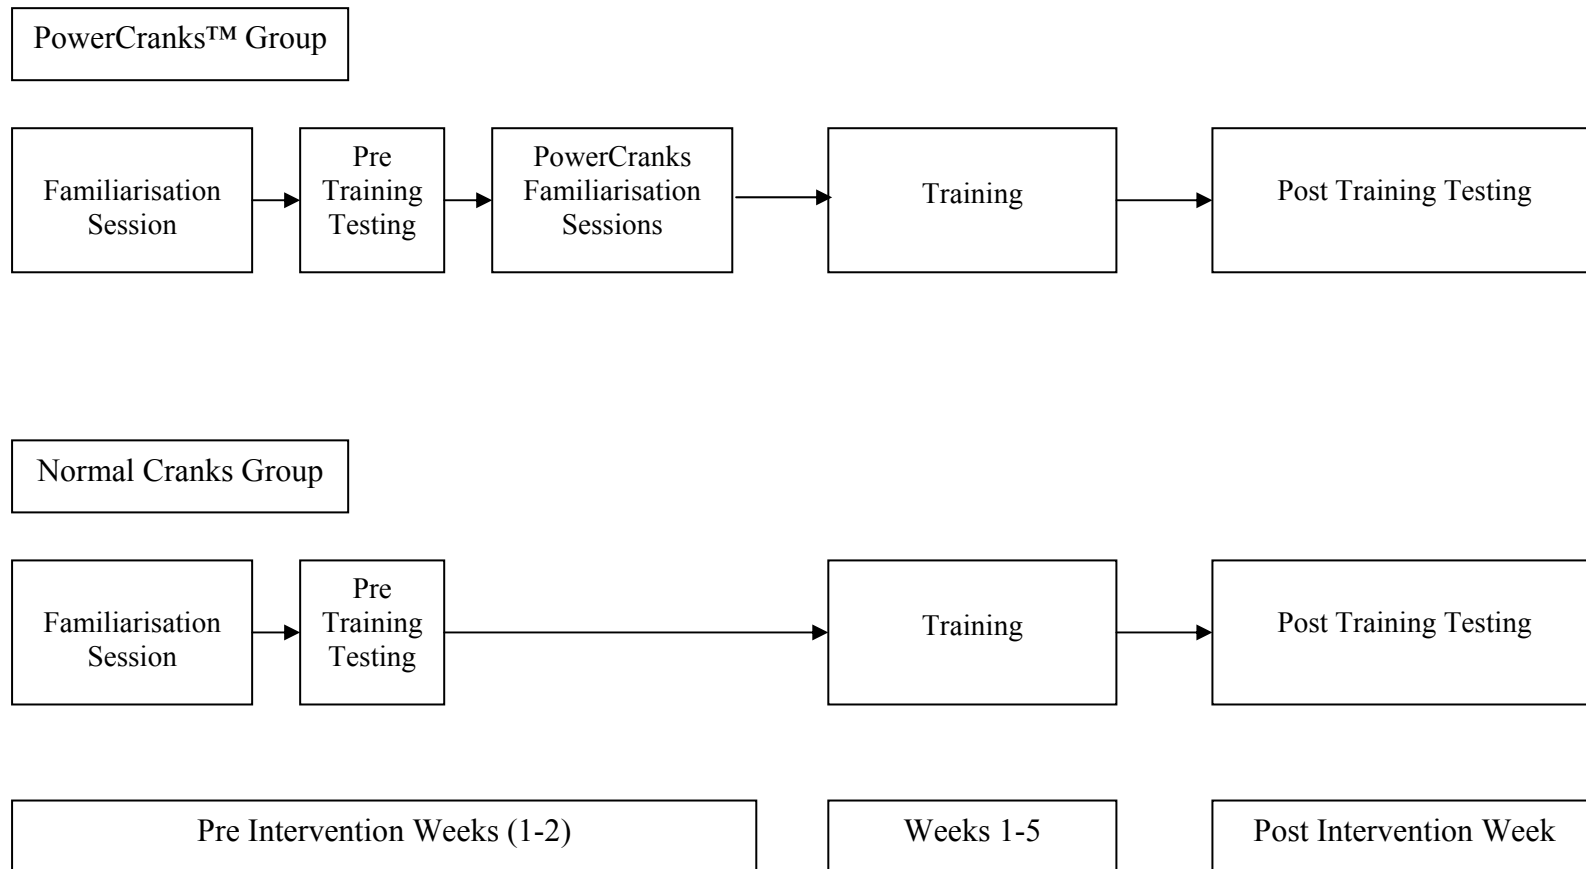 PowerCranks™ Group
Familiarisation
Session
Pre
Training
Testing
PowerCranks
Familiarisation
Sessions
Training
Post Training Testing
Normal Cranks Group
Familiarisation
Session
Pre
Training
Testing
Training
Post Training Testing
Pre Intervention Weeks (1-2)
Weeks 1-5
Post Intervention Week